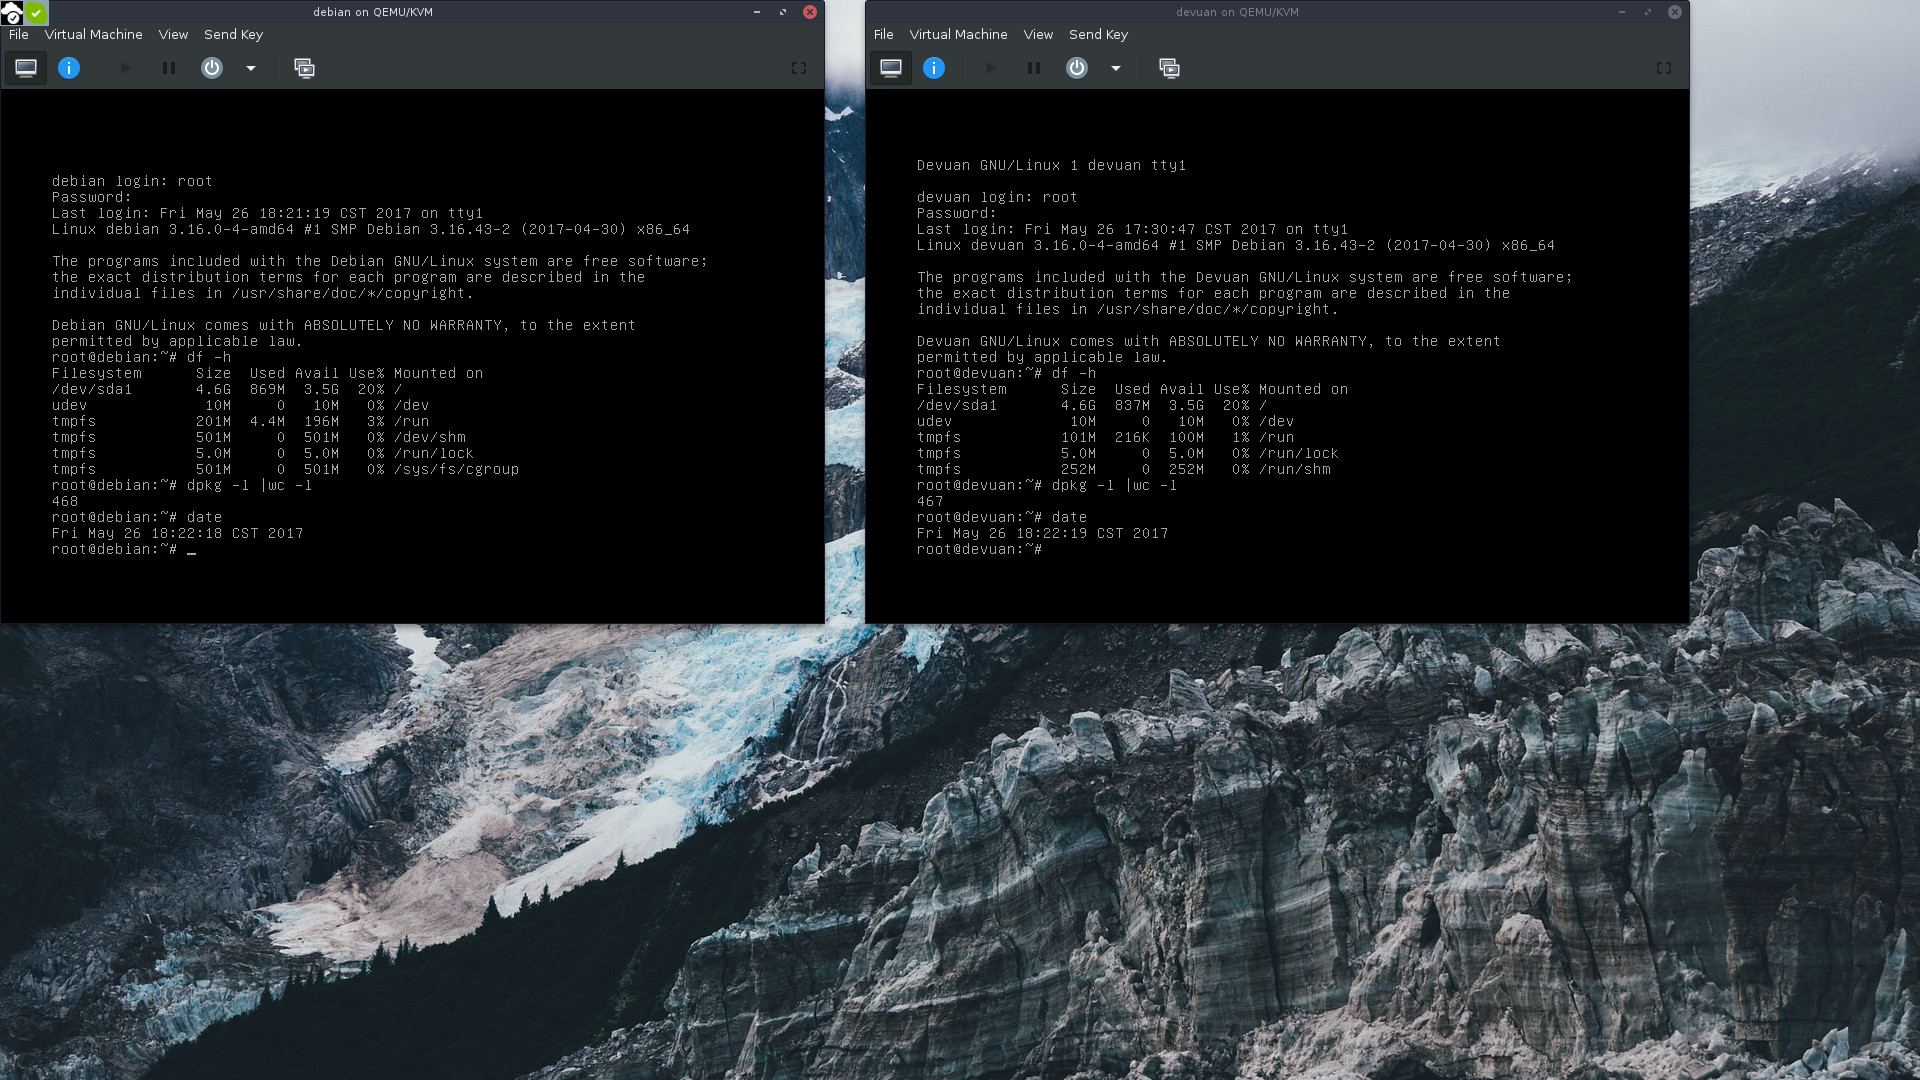 debian on QEMU/KVM
File Virtual Machine View Send Key
debian login: root
Password:
Last login: Fri May 26 18:21:19 CST 2017 on tty1
Linux debian 3.16.0-4-amd64 #1 SMP Debian 3.16.43-2 (2017-04-30) x86_64
The programs included with the Debian GNU/Linux system are free software;
the exact distribution terms for each program are described in the
individual files in /usr/share/doc/*/copyright.
Debian GNU/Linux comes with ABSOLUTELY NO WARRANTY, to the extent
permitted by applicable law.
root@debian:~# df -h
Filesystem      Size  Used Avail Use% Mounted on
/dev/sda1       4.6G  869M  3.5G  20% /
udev             10M     0   10M   0% /dev
tmpfs           201M  4.4M  196M   3% /run
tmpfs           501M     0  501M   0% /dev/shm
tmpfs           5.0M     0  5.0M   0% /run/lock
tmpfs           501M     0  501M   0% /sys/fs/cgroup
root@debian:~# dpkg -l |wc -l
468
root@debian:~# date
Fri May 26 18:22:18 CST 2017
root@debian:~# _
devuan on QEMU/KVM
File Virtual Machine View Send Key
Devuan GNU/Linux 1 devuan tty1
devuan login: root
Password:
Last login: Fri May 26 17:30:47 CST 2017 on tty1
Linux devuan 3.16.0-4-amd64 #1 SMP Debian 3.16.43-2 (2017-04-30) x86_64
The programs included with the Devuan GNU/Linux system are free software;
the exact distribution terms for each program are described in the
individual files in /usr/share/doc/*/copyright.
Devuan GNU/Linux comes with ABSOLUTELY NO WARRANTY, to the extent
permitted by applicable law.
root@devuan:~# df -h
Filesystem      Size  Used Avail Use% Mounted on
/dev/sda1       4.6G  837M  3.5G  20% /
udev             10M     0   10M   0% /dev
tmpfs           101M  216K  100M   1% /run
tmpfs           5.0M     0  5.0M   0% /run/lock
tmpfs           252M     0  252M   0% /run/shm
root@devuan:~# dpkg -l |wc -l
467
root@devuan:~# date
Fri May 26 18:22:19 CST 2017
root@devuan:~#